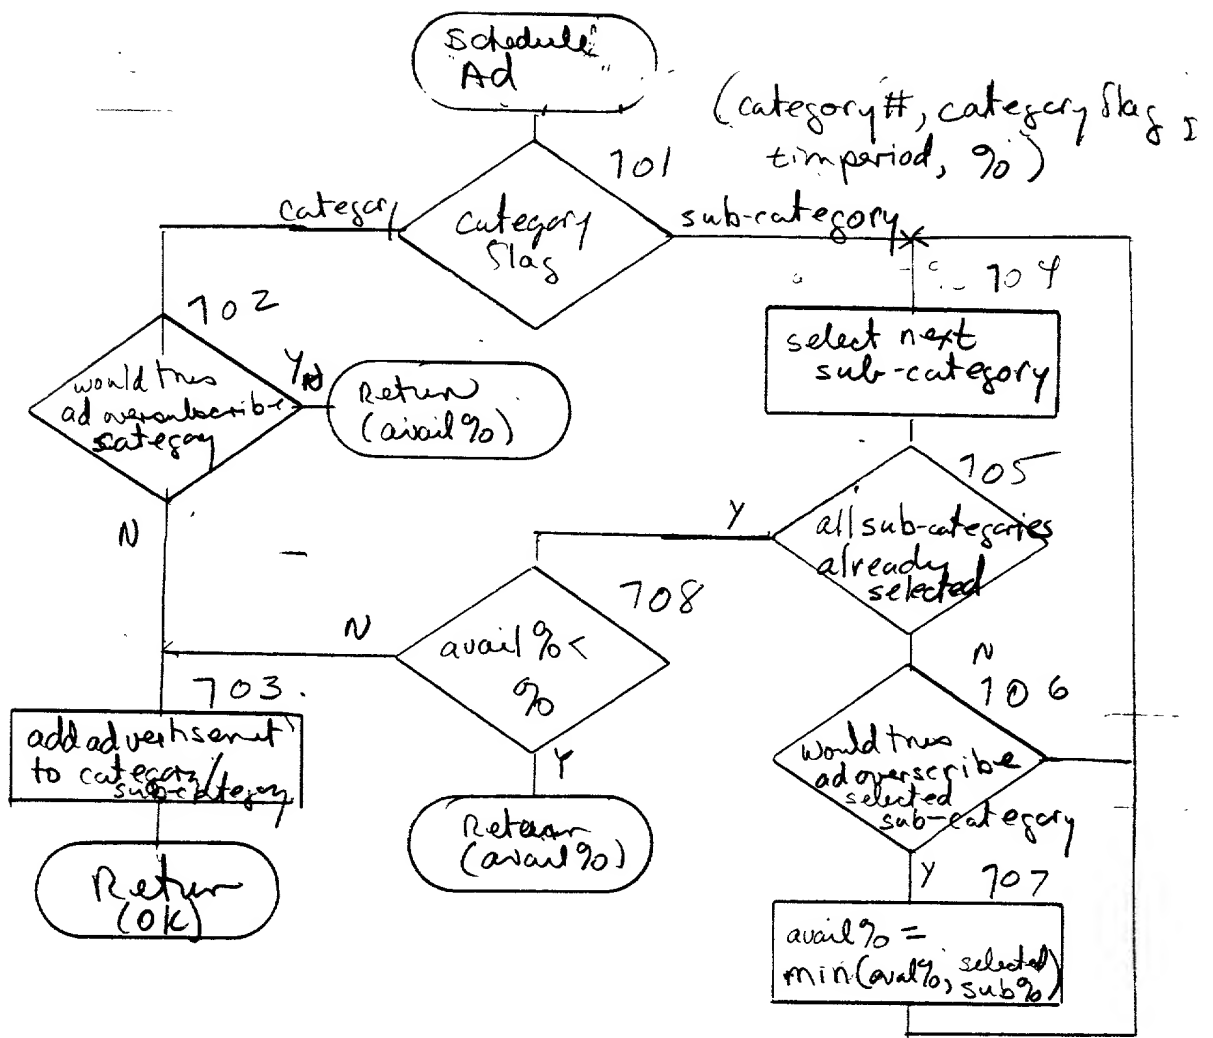 Schedule
Ad
(category#, category flag,
timperiod, %)
701
category
category
flag
sub-category
702
would this
ad oversubscribe
category
Y
Return
(avail%)
N
704
select next
sub-category
705
all sub-categories
already
selected
Y
N
708
avail% <
%
N
Y
Return
(avail%)
703.
add advertisement
to category/
sub-category
Return
(OK)
706
would this
ad overscribe
selected
sub-category
Y
707
avail% =
min(avail%, selected
sub%)